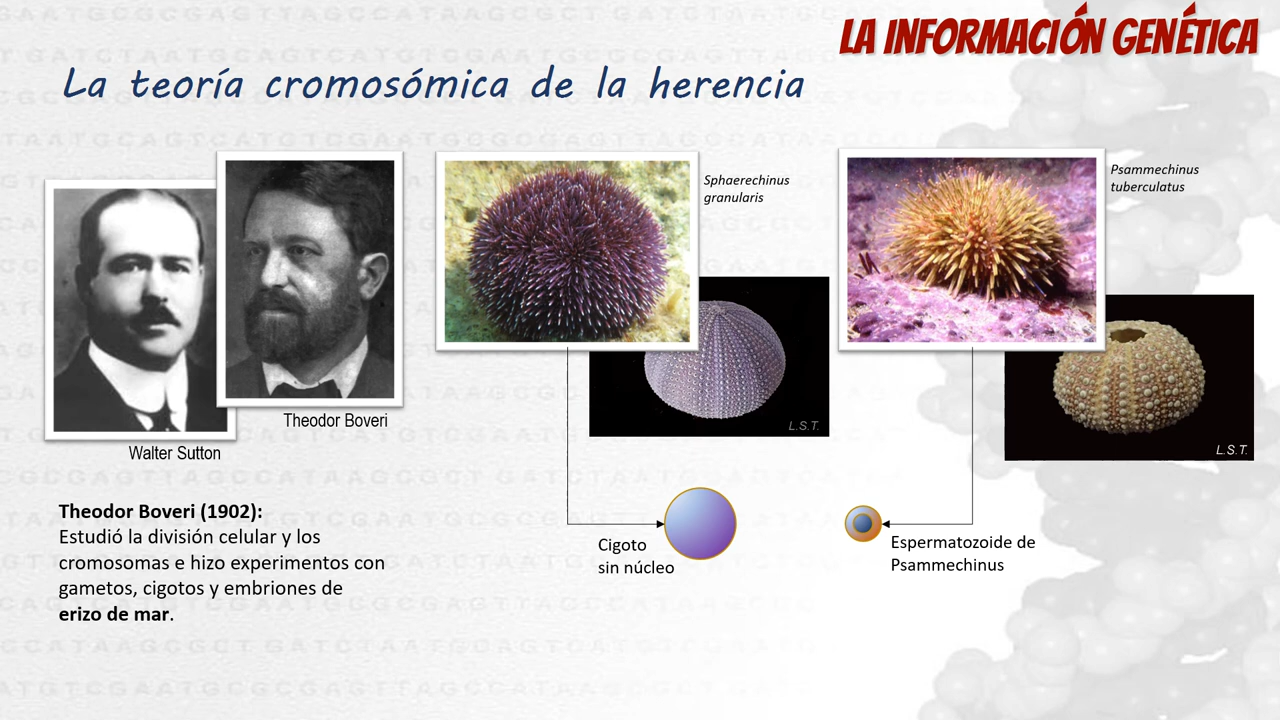 LA INFORMACIÓN GENÉTICA
La teoría cromosómica de la herencia
Sphaerechinus
granularis
Psammechinus
tuberculatus
L.S.T.
L.S.T.
Theodor Boveri
Walter Sutton
Theodor Boveri (1902):
Estudió la división celular y los
cromosomas e hizo experimentos con
gametos, cigotos y embriones de
erizo de mar.
Cigoto
sin núcleo
Espermatozoide de
Psammechinus